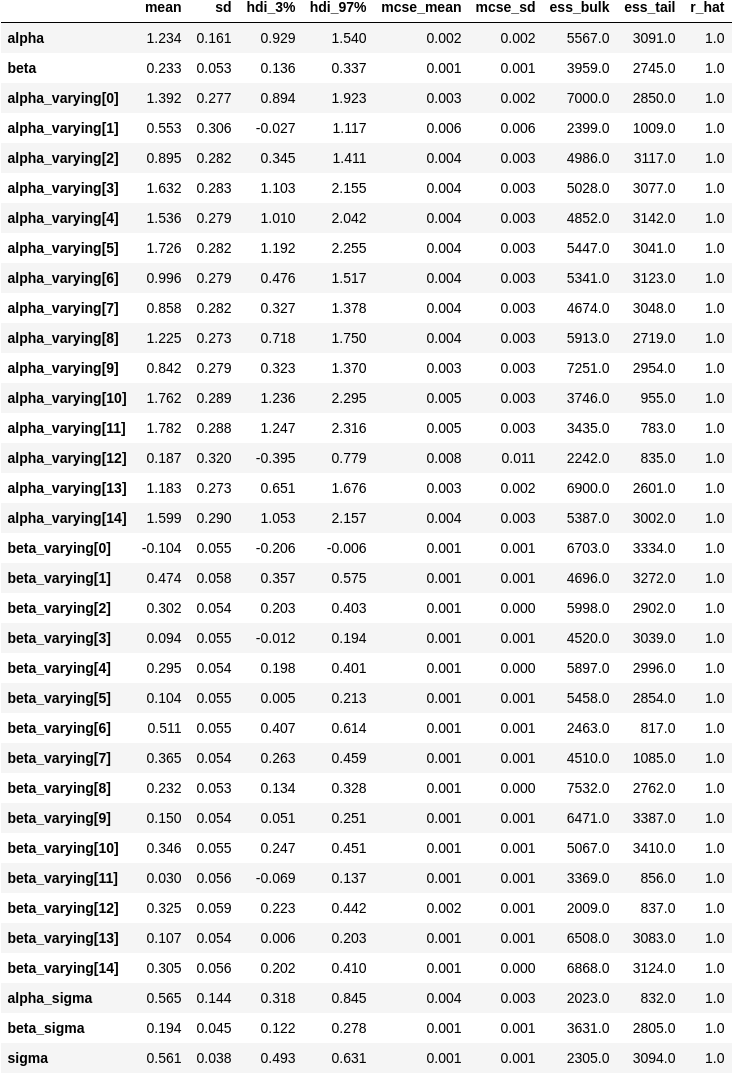 mean sd hdi_3% hdi_97% mcse_mean mcse_sd ess_bulk ess_tail r_hat
alpha 1.234 0.161 0.929 1.540 0.002 0.002 5567.0 3091.0 1.0
beta 0.233 0.053 0.136 0.337 0.001 0.001 3959.0 2745.0 1.0
alpha_varying[0] 1.392 0.277 0.894 1.923 0.003 0.002 7000.0 2850.0 1.0
alpha_varying[1] 0.553 0.306 -0.027 1.117 0.006 0.006 2399.0 1009.0 1.0
alpha_varying[2] 0.895 0.282 0.345 1.411 0.004 0.003 4986.0 3117.0 1.0
alpha_varying[3] 1.632 0.283 1.103 2.155 0.004 0.003 5028.0 3077.0 1.0
alpha_varying[4] 1.536 0.279 1.010 2.042 0.004 0.003 4852.0 3142.0 1.0
alpha_varying[5] 1.726 0.282 1.192 2.255 0.004 0.003 5447.0 3041.0 1.0
alpha_varying[6] 0.996 0.279 0.476 1.517 0.004 0.003 5341.0 3123.0 1.0
alpha_varying[7] 0.858 0.282 0.327 1.378 0.004 0.003 4674.0 3048.0 1.0
alpha_varying[8] 1.225 0.273 0.718 1.750 0.004 0.003 5913.0 2719.0 1.0
alpha_varying[9] 0.842 0.279 0.323 1.370 0.003 0.003 7251.0 2954.0 1.0
alpha_varying[10] 1.762 0.289 1.236 2.295 0.005 0.003 3746.0 955.0 1.0
alpha_varying[11] 1.782 0.288 1.247 2.316 0.005 0.003 3435.0 783.0 1.0
alpha_varying[12] 0.187 0.320 -0.395 0.779 0.008 0.011 2242.0 835.0 1.0
alpha_varying[13] 1.183 0.273 0.651 1.676 0.003 0.002 6900.0 2601.0 1.0
alpha_varying[14] 1.599 0.290 1.053 2.157 0.004 0.003 5387.0 3002.0 1.0
beta_varying[0] -0.104 0.055 -0.206 -0.006 0.001 0.001 6703.0 3334.0 1.0
beta_varying[1] 0.474 0.058 0.357 0.575 0.001 0.001 4696.0 3272.0 1.0
beta_varying[2] 0.302 0.054 0.203 0.403 0.001 0.000 5998.0 2902.0 1.0
beta_varying[3] 0.094 0.055 -0.012 0.194 0.001 0.001 4520.0 3039.0 1.0
beta_varying[4] 0.295 0.054 0.198 0.401 0.001 0.000 5897.0 2996.0 1.0
beta_varying[5] 0.104 0.055 0.005 0.213 0.001 0.001 5458.0 2854.0 1.0
beta_varying[6] 0.511 0.055 0.407 0.614 0.001 0.001 2463.0 817.0 1.0
beta_varying[7] 0.365 0.054 0.263 0.459 0.001 0.001 4510.0 1085.0 1.0
beta_varying[8] 0.232 0.053 0.134 0.328 0.001 0.000 7532.0 2762.0 1.0
beta_varying[9] 0.150 0.054 0.051 0.251 0.001 0.001 6471.0 3387.0 1.0
beta_varying[10] 0.346 0.055 0.247 0.451 0.001 0.001 5067.0 3410.0 1.0
beta_varying[11] 0.030 0.056 -0.069 0.137 0.001 0.001 3369.0 856.0 1.0
beta_varying[12] 0.325 0.059 0.223 0.442 0.002 0.001 2009.0 837.0 1.0
beta_varying[13] 0.107 0.054 0.006 0.203 0.001 0.001 6508.0 3083.0 1.0
beta_varying[14] 0.305 0.056 0.202 0.410 0.001 0.000 6868.0 3124.0 1.0
alpha_sigma 0.565 0.144 0.318 0.845 0.004 0.003 2023.0 832.0 1.0
beta_sigma 0.194 0.045 0.122 0.278 0.001 0.001 3631.0 2805.0 1.0
sigma 0.561 0.038 0.493 0.631 0.001 0.001 2305.0 3094.0 1.0